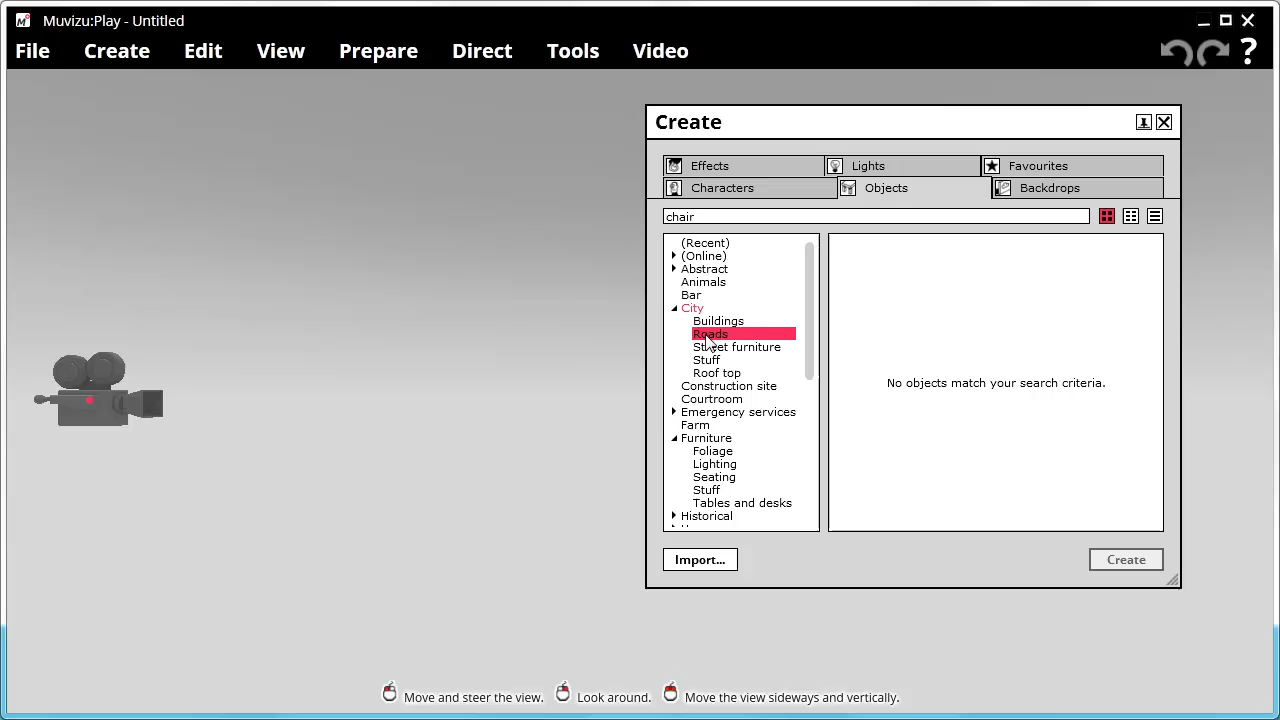 Muvizu:Play - Untitled
File Create Edit View Prepare Direct Tools Video ?
Create
Effects Lights Favourites
Characters Objects Backdrops
chair
(Recent)
(Online)
Abstract
Animals
Bar
City
Buildings
Roads
Street furniture
Stuff
Roof top
Construction site
Courtroom
Emergency services
Farm
Furniture
Foliage
Lighting
Seating
Stuff
Tables and desks
Historical
No objects match your search criteria.
Import... Create
Move and steer the view. Look around. Move the view sideways and vertically.